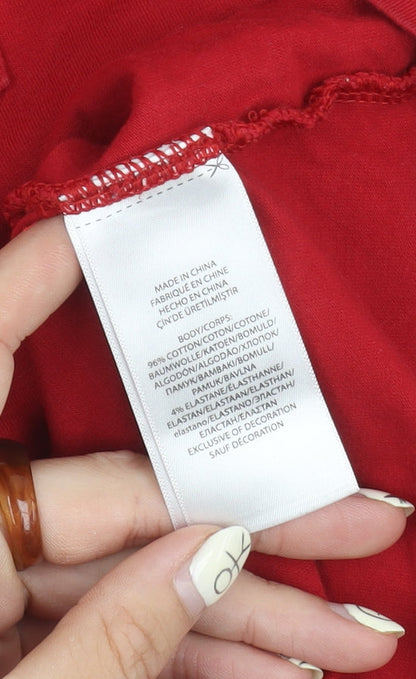 MADE IN CHINA
FABRIQUÉ EN CHINE
HECHO EN CHINA
ÇİN'DE ÜRETİLMİŞTİR
BODY/CORPS:
96% COTTON/COTON/COTONE/
BAUMWOLLE/KATOEN/BOMULD/
ALGODÓN/ALGODÃO/ХЛОПОК/
ПАМУК/BAMBAKI/BOMULL/
PAMUK/BAVLNA
4% ELASTANE/ÉLASTHANNE/
ELASTAN/ELASTAAN/ELASTHAN/
elastano/ELASTANO/ЭЛАСТАН/
ЕЛАСТАН/ΕΛΑΣΤΑΝ
EXCLUSIVE OF DECORATION
SAUF DÉCORATION